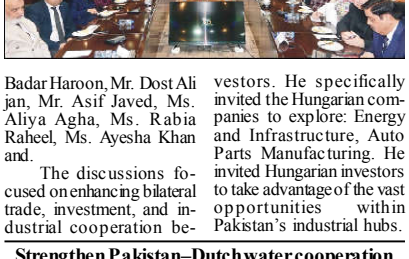 Badar Haroon, Mr. Dost Ali
jan, Mr. Asif Javed, Ms.
Aliya Agha, Ms. Rabia
Raheel, Ms. Ayesha Khan
and.
The discussions fo-
cused on enhancing bilateral
trade, investment, and in-
dustrial cooperation be-
vestors. He specifically
invited the Hungarian com-
panies to explore: Energy
and Infrastructure, Auto
Parts Manufacturing. He
invited Hungarian investors
to take advantage of the vast
opportunities within
Pakistan's industrial hubs.
Strengthen Pakistan–Dutch water cooperation